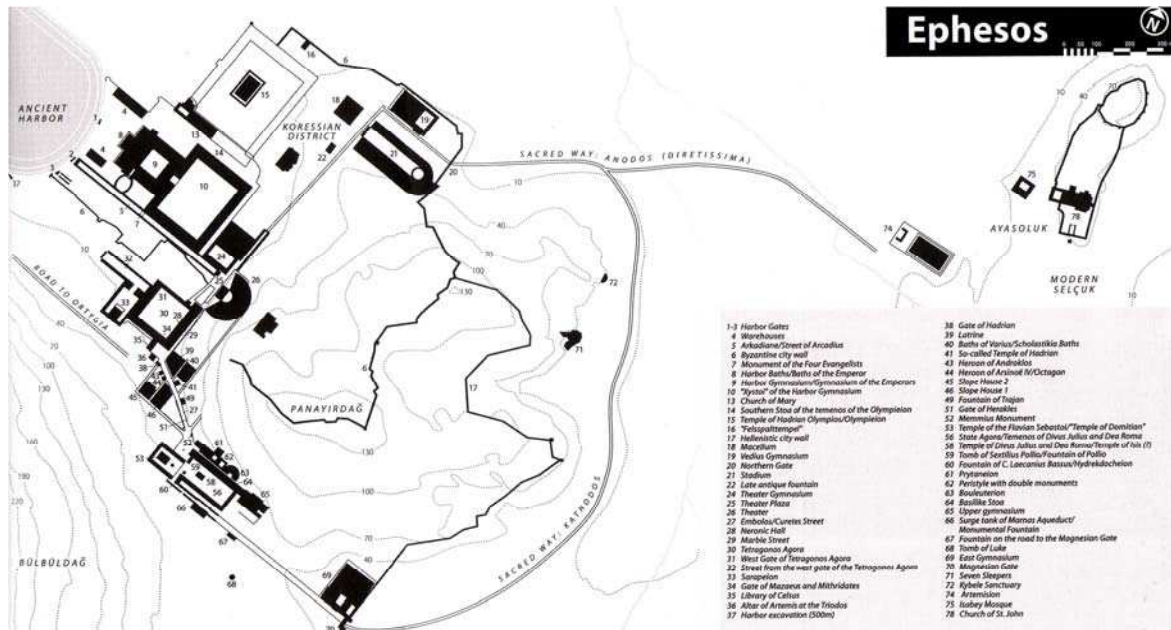 Ephesos
N
ANCIENT
HARBOR
KORESSIAN
DISTRICT
SACRED WAY: ANODOS (DIRETISSIMA)
ROAD TO ORTYGIA
PANAYIRDAĞ
SACRED WAY: KATHODOS
BÜLBÜLDAĞ
AYASOLUK
MODERN
SELÇUK
1-3 Harbor Gates
4 Warehouses
5 Arkadiane/Street of Arcadius
6 Byzantine city wall
7 Monument of the Four Evangelists
8 Harbor Baths/Baths of the Emperor
9 Harbor Gymnasium/Gymnasium of the Emperors
10 "Xystoi" of the Harbor Gymnasium
13 Church of Mary
14 Southern Stoa of the temenos of the Olympieion
15 Temple of Hadrian Olympios/Olympieion
16 "Felsspalttempel"
17 Hellenistic city wall
18 Macellum
19 Vedius Gymnasium
20 Northern Gate
21 Stadium
22 Late antique fountain
24 Theater Gymnasium
25 Theater Plaza
26 Theater
27 Embolos/Curetes Street
28 Neronic Hall
29 Marble Street
30 Tetragonos Agora
31 West Gate of Tetragonos Agora
32 Street from the west gate of the Tetragonos Agora
33 Sarapeion
34 Gate of Mazaeus and Mithridates
35 Library of Celsus
36 Altar of Artemis at the Triodos
37 Harbor excavation (500m)
38 Gate of Hadrian
39 Latrine
40 Baths of Varius/Scholastikia Baths
41 So-called Temple of Hadrian
43 Heroon of Androklos
44 Heroon of Arsinoë IV/Octagon
45 Slope House 2
46 Slope House 1
49 Fountain of Trajan
51 Gate of Herakles
52 Memmius Monument
53 Temple of the Flavian Sebastoi/"Temple of Domitian"
56 State Agora/Temenos of Divus Julius and Dea Roma
58 Temple of Divus Julius and Dea Roma/Temple of Isis (?)
59 Tomb of Sextilius Pollio/Fountain of Pollio
60 Fountain of C. Laecanius Bassus/Hydrekdocheion
61 Prytaneion
62 Peristyle with double monuments
63 Bouleuterion
64 Basilike Stoa
65 Upper gymnasium
66 Surge tank of Marnas Aqueduct/
Monumental Fountain
67 Fountain on the road to the Magnesian Gate
68 Tomb of Luke
69 East Gymnasium
70 Magnesian Gate
71 Seven Sleepers
72 Kybele Sanctuary
74 Artemision
75 Isabey Mosque
78 Church of St. John